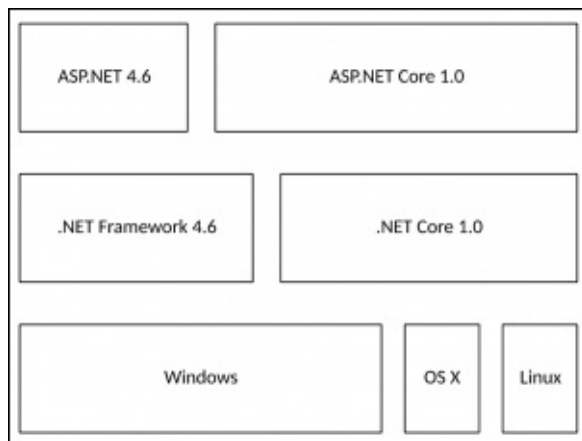 ASP.NET 4.6
ASP.NET Core 1.0
.NET Framework 4.6
.NET Core 1.0
Windows
OS X
Linux